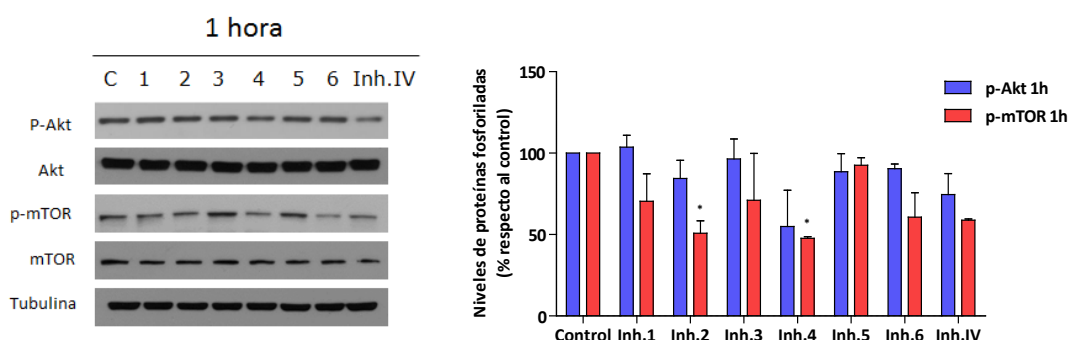 1 hora
C 1 2 3 4 5 6 Inh.IV
P-Akt
Akt
p-mTOR
mTOR
Tubulina
Niveles de proteínas fosforiladas
(% respecto al control)
150
100
50
0
p-Akt 1h
p-mTOR 1h
*
*
Control Inh.1 Inh.2 Inh.3 Inh.4 Inh.5 Inh.6 Inh.IV